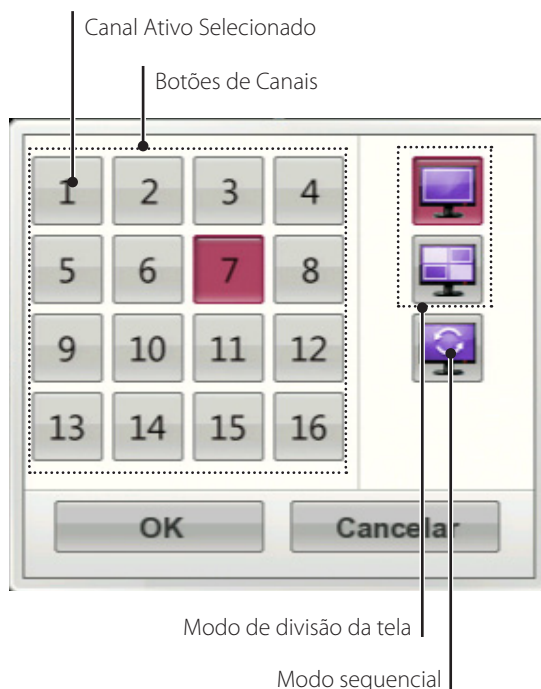 Canal Ativo Selecionado
Botões de Canais
1 2 3 4
5 6 7 8
9 10 11 12
13 14 15 16
OK Cancelar
Modo de divisão da tela
Modo sequencial